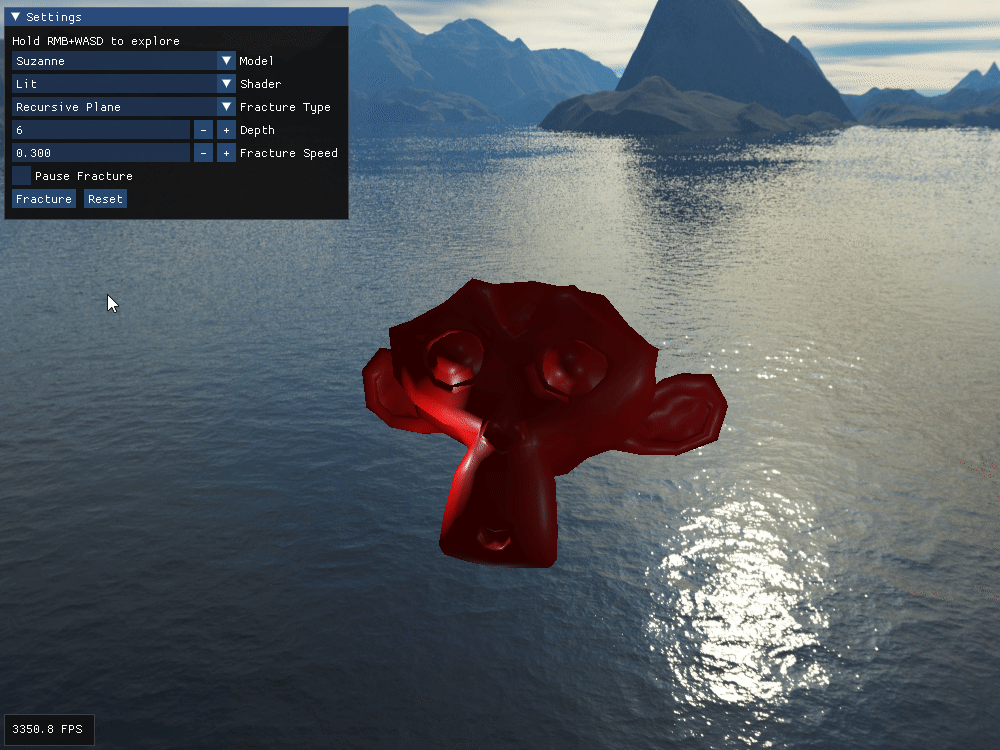 Settings
Hold RMB+WASD to explore
Suzanne Model
Lit Shader
Recursive Plane Fracture Type
6 - + Depth
0.300 - + Fracture Speed
Pause Fracture
Fracture Reset
3350.8 FPS